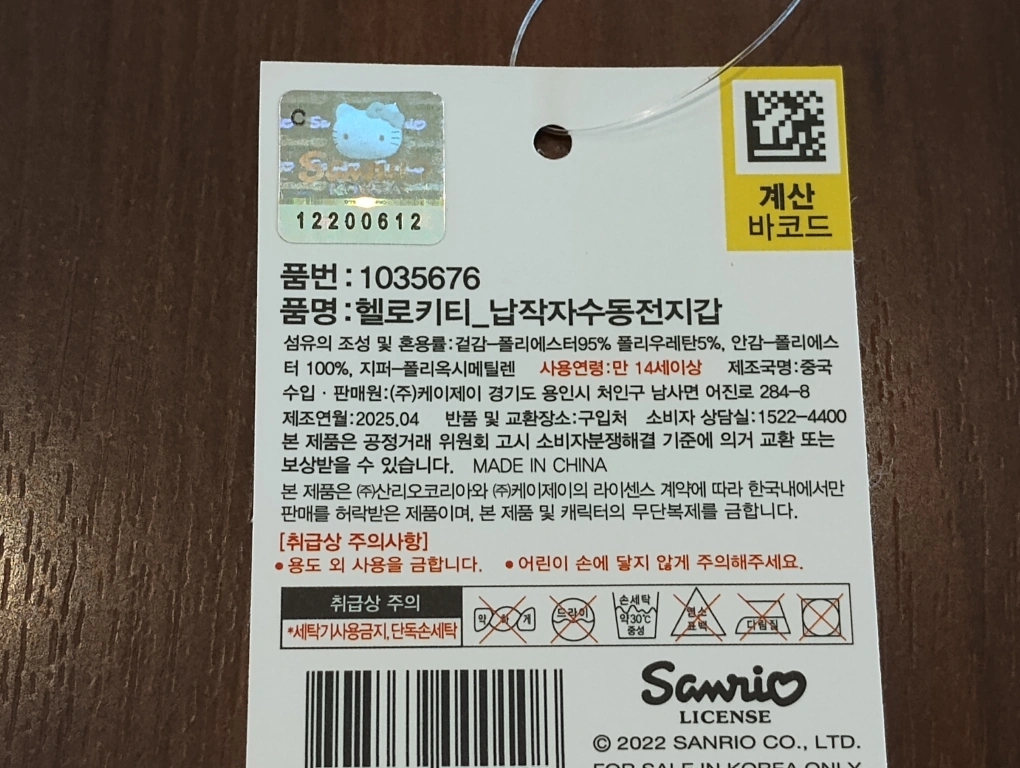 C
Sanrio
KOREA
12200612
계산
바코드
품번 : 1035676
품명 : 헬로키티_납작자수동전지갑
섬유의 조성 및 혼용률:겉감-폴리에스터95% 폴리우레탄5%, 안감-폴리에스
터 100%, 지퍼-폴리옥시메틸렌 사용연령:만 14세이상 제조국명:중국
수입 · 판매원:(주)케이제이 경기도 용인시 처인구 남사면 어진로 284-8
제조연월:2025.04 반품 및 교환장소:구입처 소비자 상담실:1522-4400
본 제품은 공정거래 위원회 고시 소비자분쟁해결 기준에 의거 교환 또는
보상받을 수 있습니다. MADE IN CHINA
본 제품은 ㈜산리오코리아와 ㈜케이제이의 라이센스 계약에 따라 한국내에서만
판매를 허락받은 제품이며, 본 제품 및 캐릭터의 무단복제를 금합니다.
[취급상 주의사항]
• 용도 외 사용을 금합니다. • 어린이 손에 닿지 않게 주의해주세요.
취급상 주의
*세탁기사용금지,단독손세탁
약 하 게
드라이
손세탁
약30℃
중성
염소
표백
다림질
Sanrio
LICENSE
© 2022 SANRIO CO., LTD.
FOR SALE IN KOREA ONLY